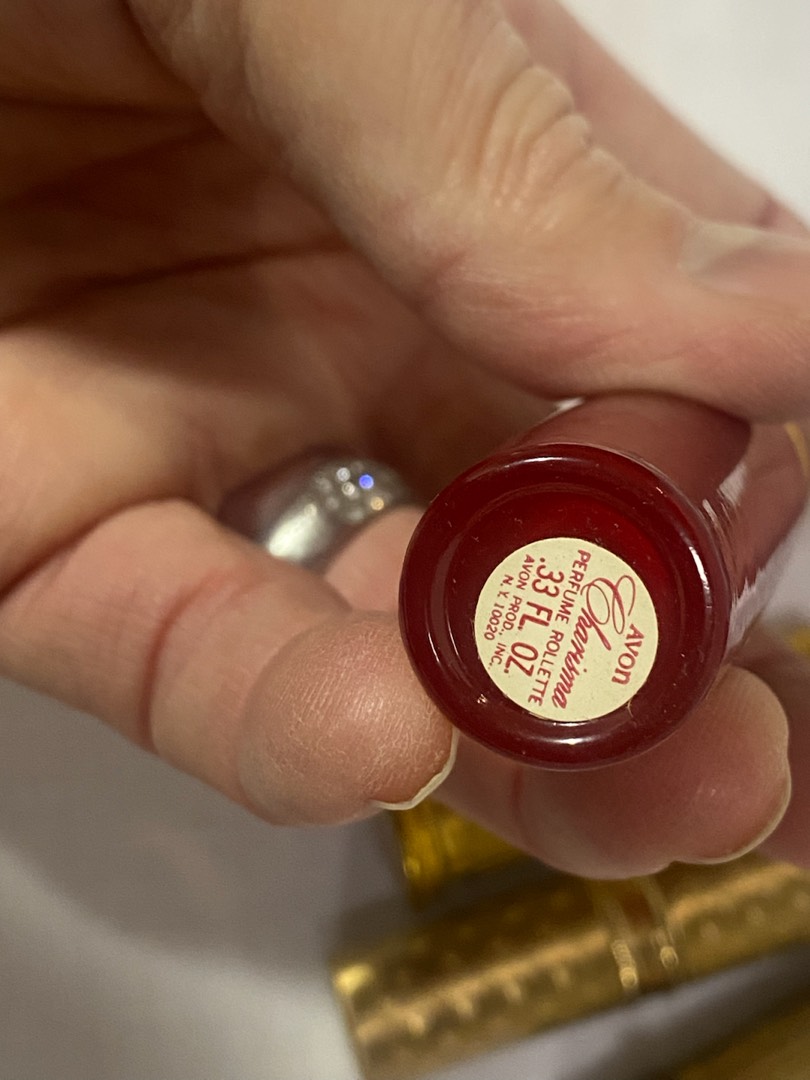 AVON
Charisma
PERFUME ROLLETTE
.33 FL. OZ.
AVON PROD., INC.
N.Y. 10020